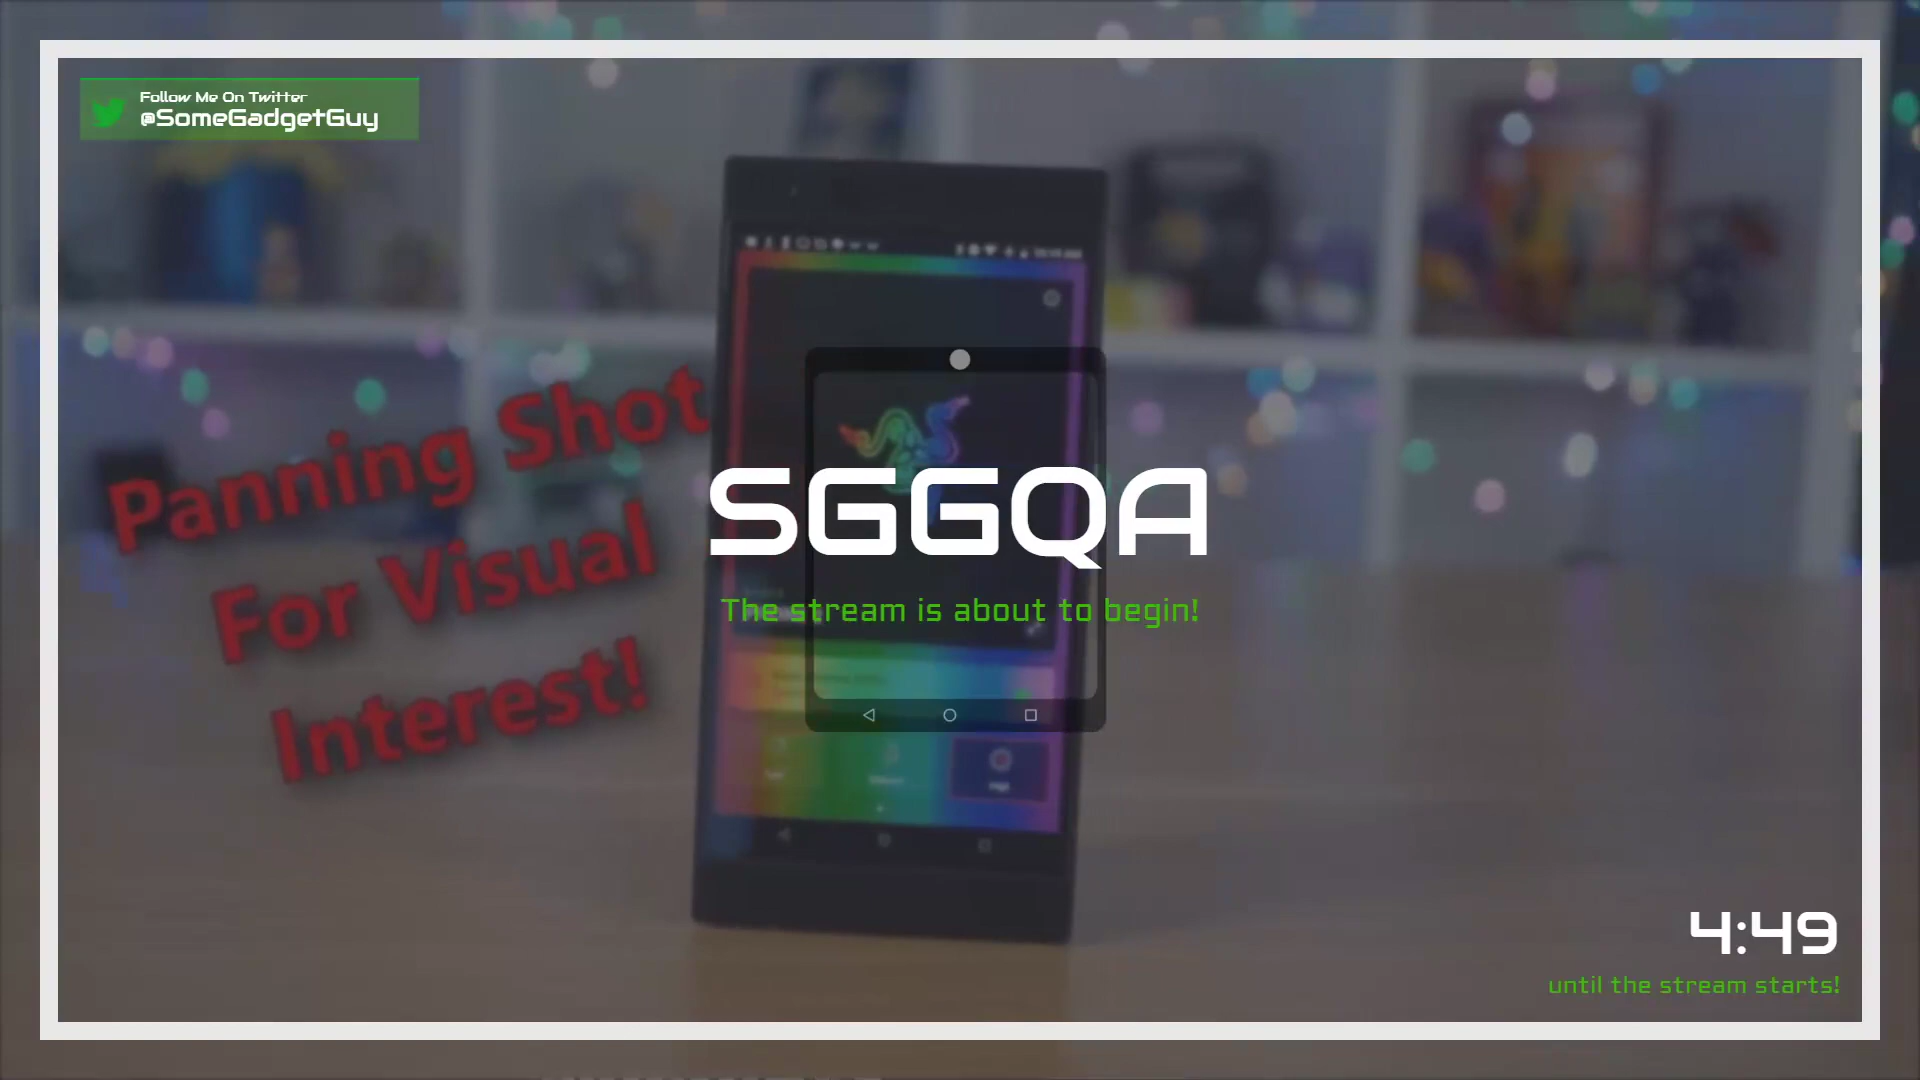 Follow Me On Twitter
@SomeGadgetGuy
Panning Shot
For Visual
Interest!
SGGQA
The stream is about to begin!
4:49
until the stream starts!